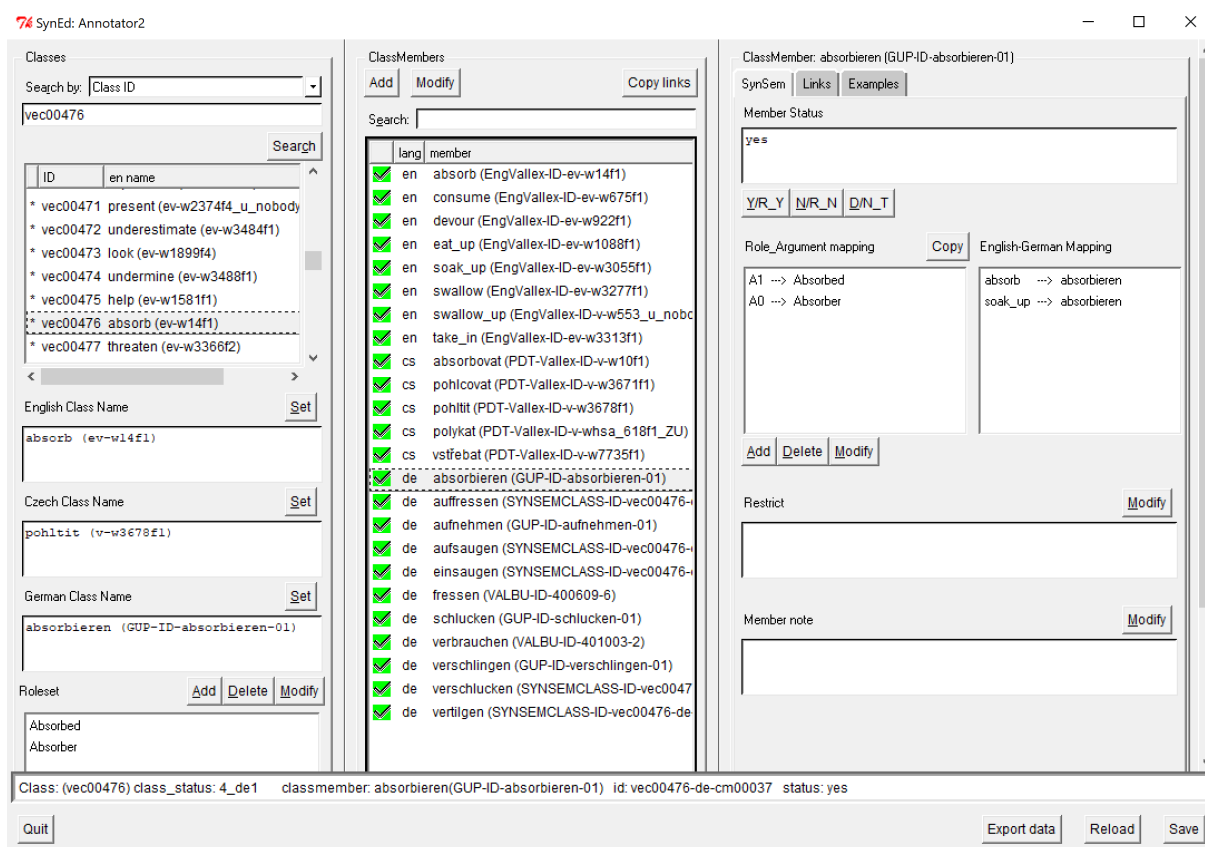 SynEd: Annotator2
Classes
Search by: Class ID
vec00476
Search
ID en name
* vec00471 present (ev-w2374f4_u_nobody
* vec00472 underestimate (ev-w3484f1)
* vec00473 look (ev-w1899f4)
* vec00474 undermine (ev-w3488f1)
* vec00475 help (ev-w1581f1)
* vec00476 absorb (ev-w14f1)
* vec00477 threaten (ev-w3366f2)
English Class Name Set
absorb (ev-w14f1)
Czech Class Name Set
pohltit (v-w3678f1)
German Class Name Set
absorbieren (GUP-ID-absorbieren-01)
Roleset Add Delete Modify
Absorbed
Absorber
ClassMembers
Add Modify Copy links
Search:
lang member
en absorb (EngVallex-ID-ev-w14f1)
en consume (EngVallex-ID-ev-w675f1)
en devour (EngVallex-ID-ev-w922f1)
en eat_up (EngVallex-ID-ev-w1088f1)
en soak_up (EngVallex-ID-ev-w3055f1)
en swallow (EngVallex-ID-ev-w3277f1)
en swallow_up (EngVallex-ID-v-w553_u_nobo
en take_in (EngVallex-ID-ev-w3313f1)
cs absorbovat (PDT-Vallex-ID-v-w10f1)
cs pohlcovat (PDT-Vallex-ID-v-w3671f1)
cs pohltit (PDT-Vallex-ID-v-w3678f1)
cs polykat (PDT-Vallex-ID-v-whsa_618f1_ZU)
cs vstřebat (PDT-Vallex-ID-v-w7735f1)
de absorbieren (GUP-ID-absorbieren-01)
de auffressen (SYNSEMCLASS-ID-vec00476-
de aufnehmen (GUP-ID-aufnehmen-01)
de aufsaugen (SYNSEMCLASS-ID-vec00476-
de einsaugen (SYNSEMCLASS-ID-vec00476-
de fressen (VALBU-ID-400609-6)
de schlucken (GUP-ID-schlucken-01)
de verbrauchen (VALBU-ID-401003-2)
de verschlingen (GUP-ID-verschlingen-01)
de verschlucken (SYNSEMCLASS-ID-vec0047
de vertilgen (SYNSEMCLASS-ID-vec00476-de-
ClassMember: absorbieren (GUP-ID-absorbieren-01)
SynSem Links Examples
Member Status
yes
Y/R_Y N/R_N D/N_T
Role_Argument mapping Copy
A1 ---> Absorbed
A0 ---> Absorber
Add Delete Modify
English-German Mapping
absorb ---> absorbieren
soak_up ---> absorbieren
Restrict Modify
Member note Modify
Class: (vec00476) class_status: 4_de1 classmember: absorbieren(GUP-ID-absorbieren-01) id: vec00476-de-cm00037 status: yes
Quit Export data Reload Save